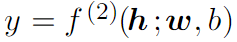 y = f⁽²⁾(h; w, b)